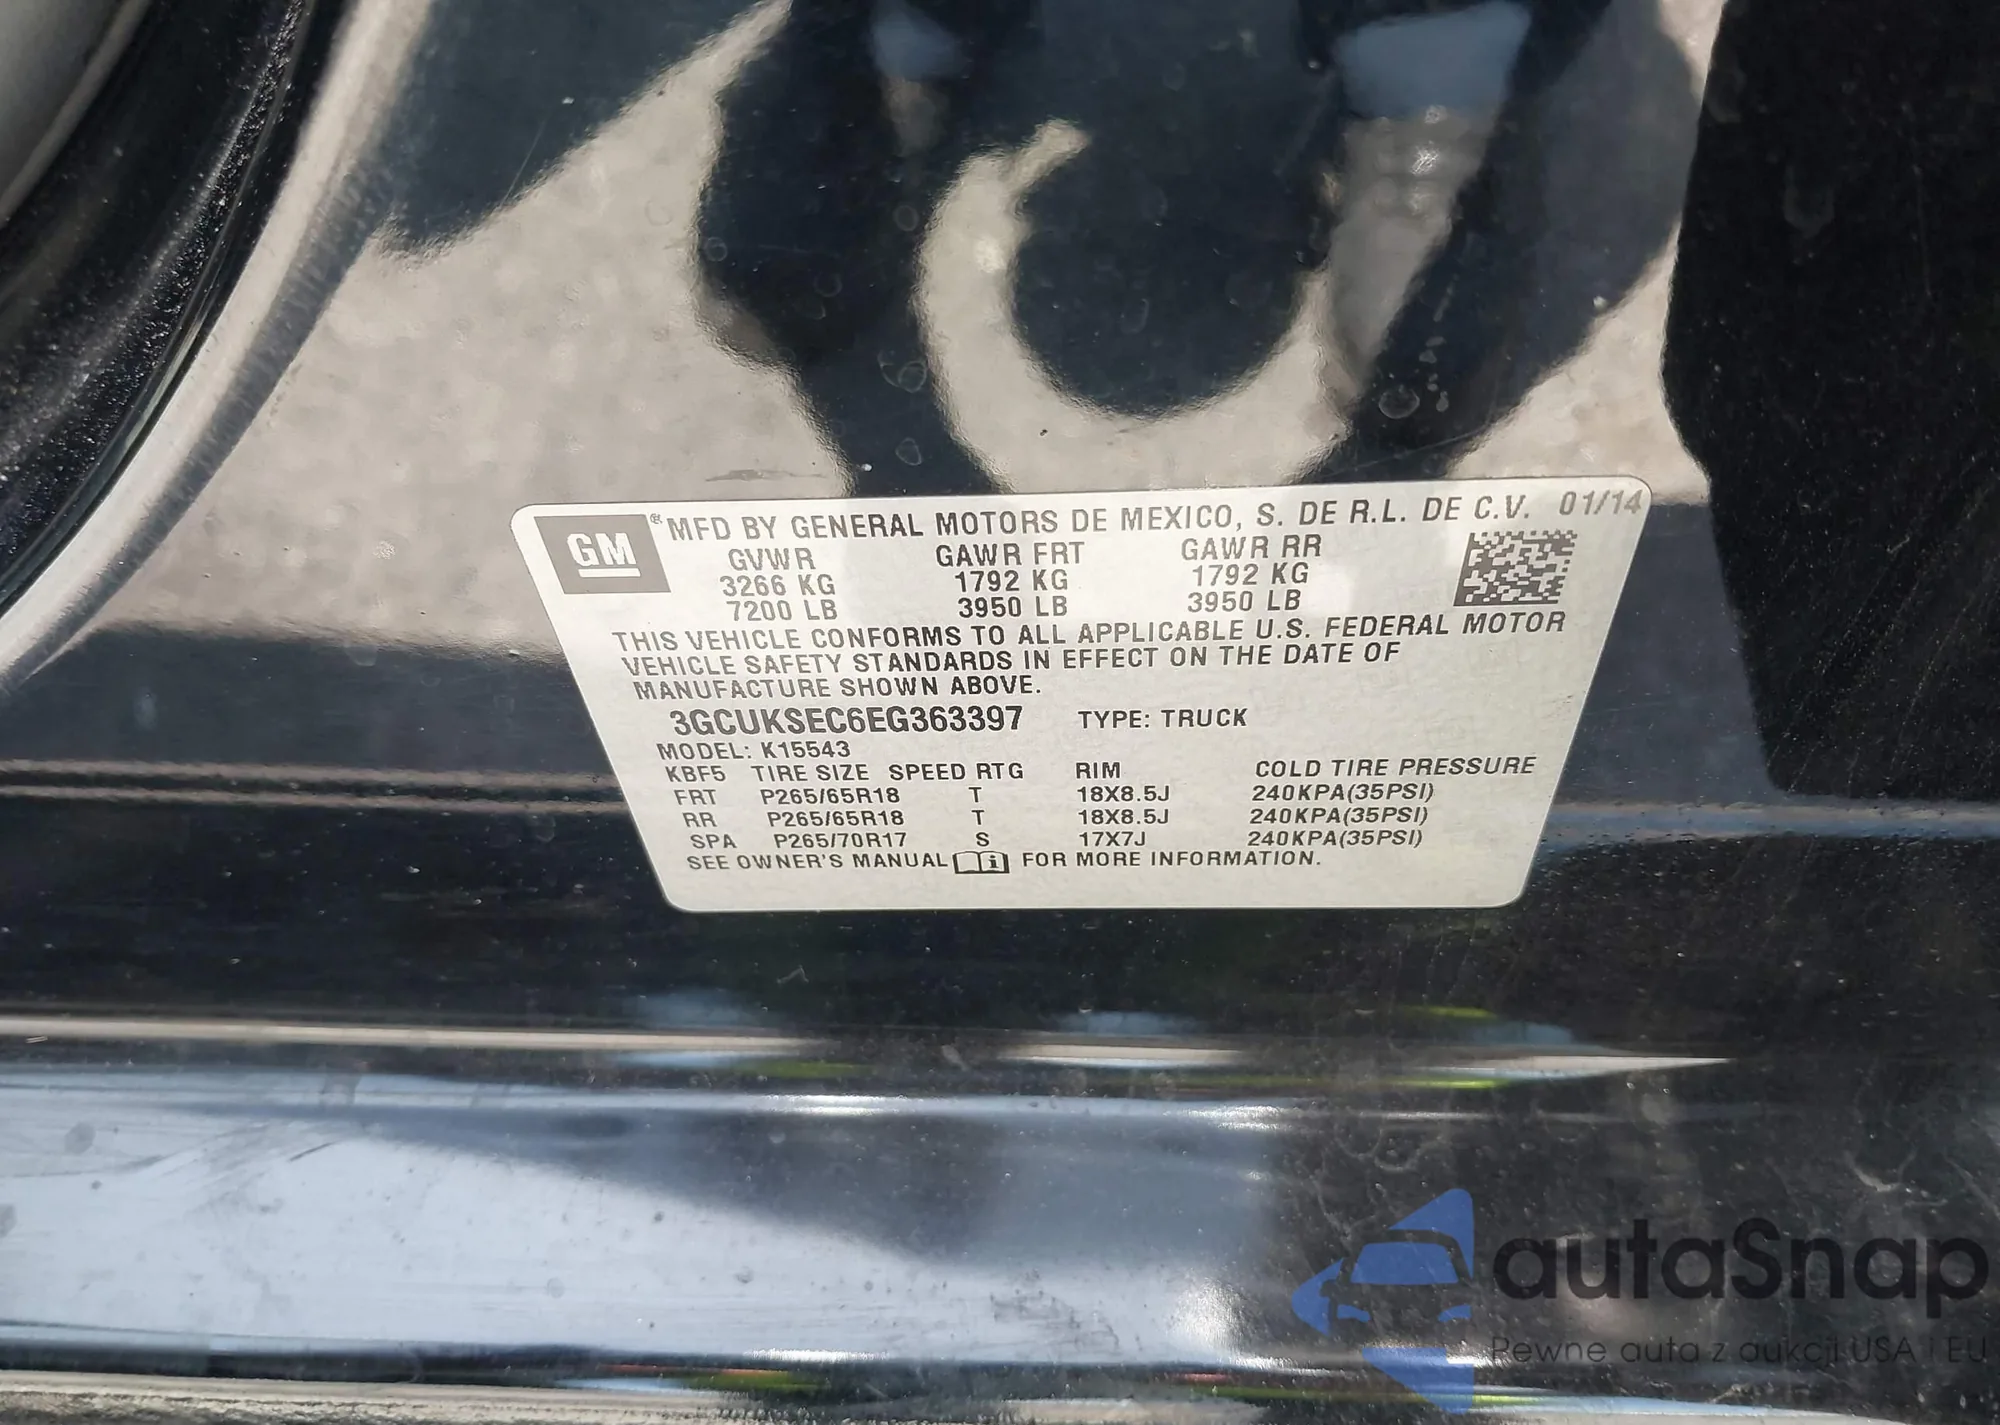 GM ® MFD BY GENERAL MOTORS DE MEXICO, S. DE R.L. DE C.V. 01/14
GVWR GAWR FRT GAWR RR
3266 KG 1792 KG 1792 KG
7200 LB 3950 LB 3950 LB
THIS VEHICLE CONFORMS TO ALL APPLICABLE U.S. FEDERAL MOTOR
VEHICLE SAFETY STANDARDS IN EFFECT ON THE DATE OF
MANUFACTURE SHOWN ABOVE.
3GCUKSEC6EG363397 TYPE: TRUCK
MODEL: K15543
KBF5 TIRE SIZE SPEED RTG RIM COLD TIRE PRESSURE
FRT P265/65R18 T 18X8.5J 240KPA(35PSI)
RR P265/65R18 T 18X8.5J 240KPA(35PSI)
SPA P265/70R17 S 17X7J 240KPA(35PSI)
SEE OWNER'S MANUAL FOR MORE INFORMATION.
autaSnap
Pewne auta z aukcji USA i EU